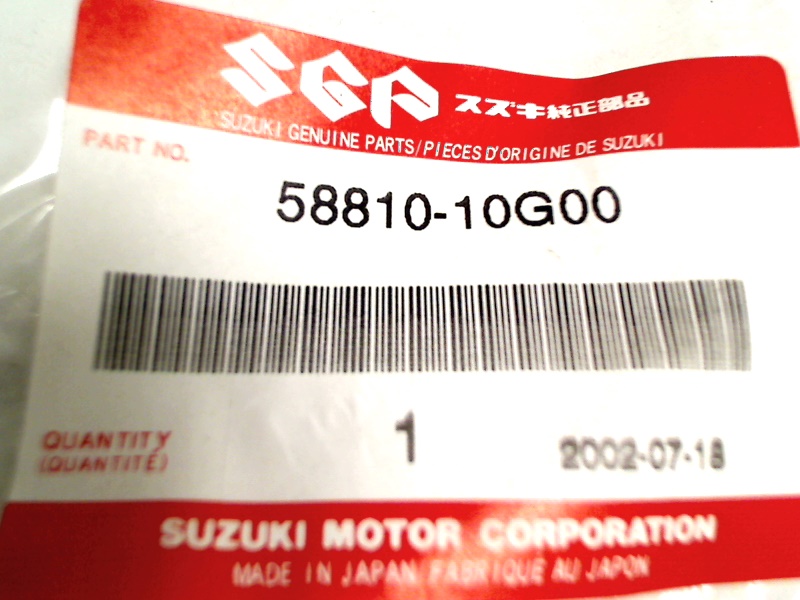 SGP スズキ純正部品
SUZUKI GENUINE PARTS/PIECES D'ORIGINE DE SUZUKI
PART NO.
58810-10G00
QUANTITY 1 2002-07-18
(QUANTITÉ)
SUZUKI MOTOR CORPORATION
MADE IN JAPAN FABRIQUE AU JAPON